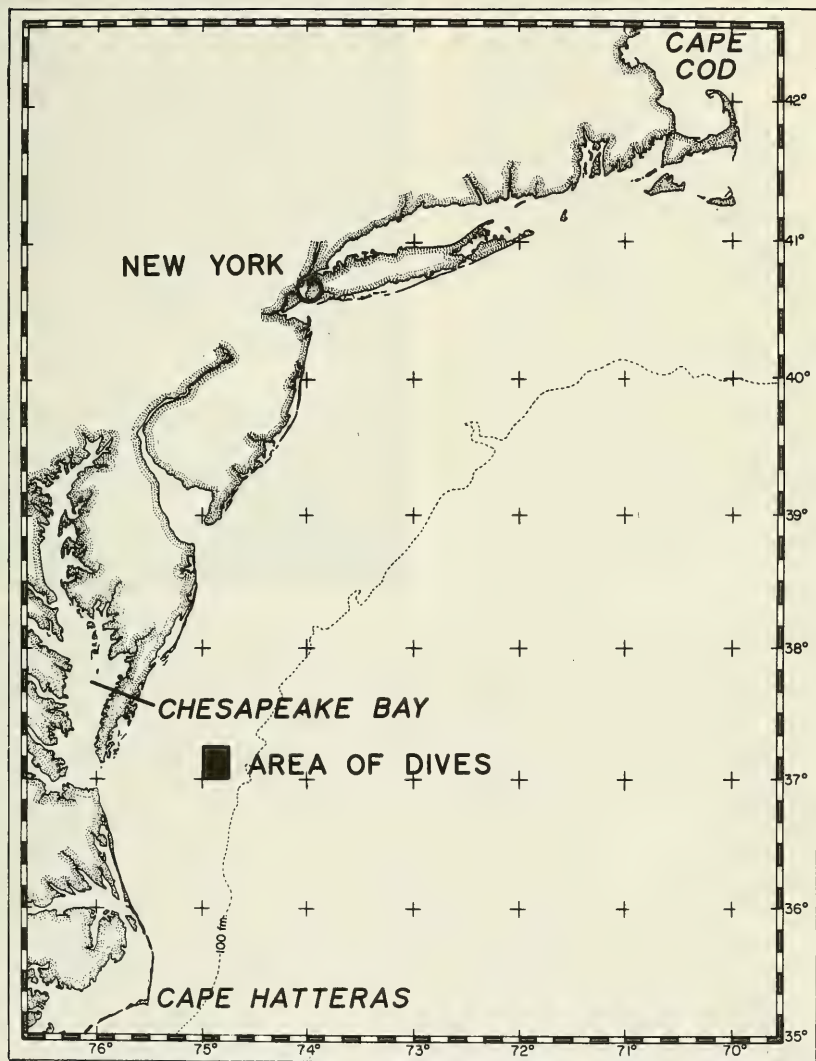 CAPE
COD
42°
41°
NEW YORK
40°
39°
38°
CHESAPEAKE BAY
AREA OF DIVES
37°
36°
100 fm.
CAPE HATTERAS
35°
76°
75°
74°
73°
72°
71°
70°